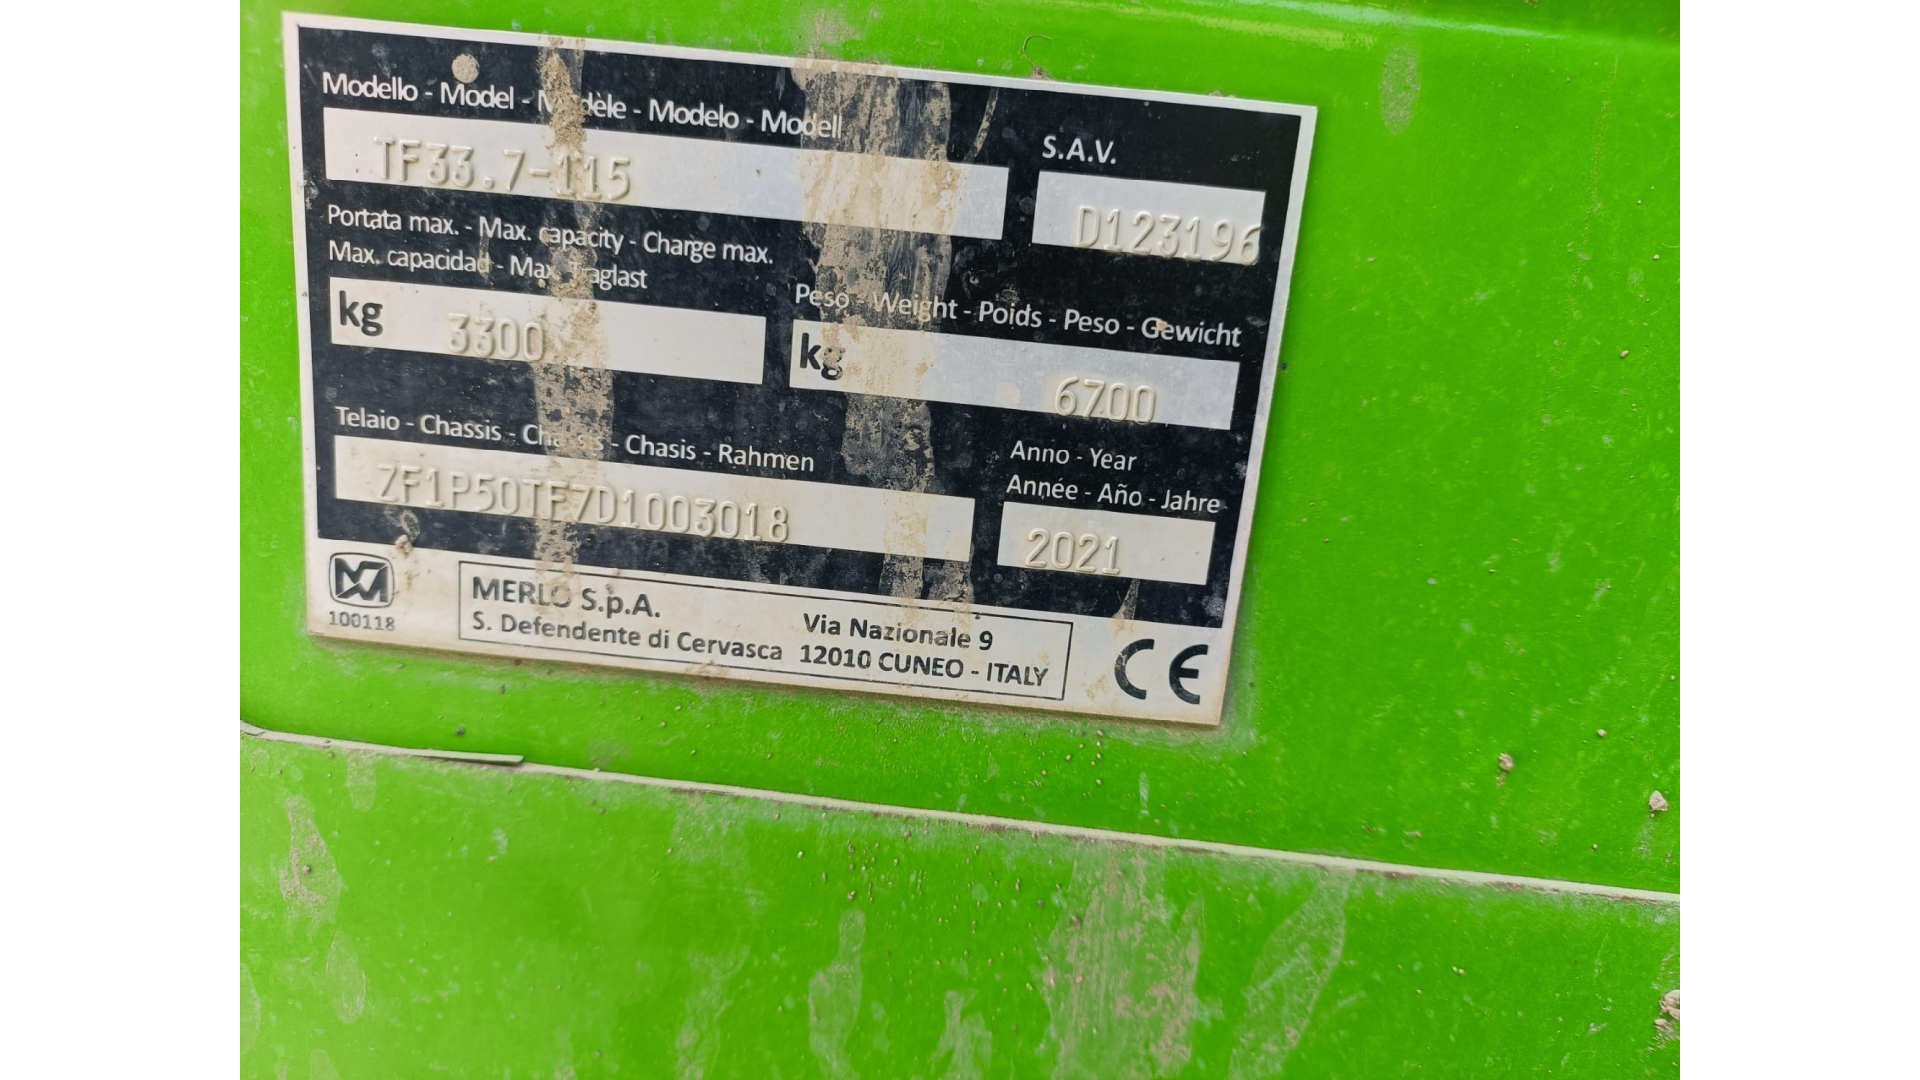 Modello - Model - Modèle - Modelo - Modell
S.A.V.
TF33.7-115
D123196
Portata max. - Max. capacity - Charge max.
Max. capacidad - Max. Traglast
Peso - Weight - Poids - Peso - Gewicht
kg 3300
kg 6700
Telaio - Chassis - Châssis - Chasis - Rahmen
Anno - Year
Année - Año - Jahre
ZF1P50TF7D1003018
2021
MERLO S.p.A.
S. Defendente di Cervasca
Via Nazionale 9
12010 CUNEO - ITALY
100118
CE